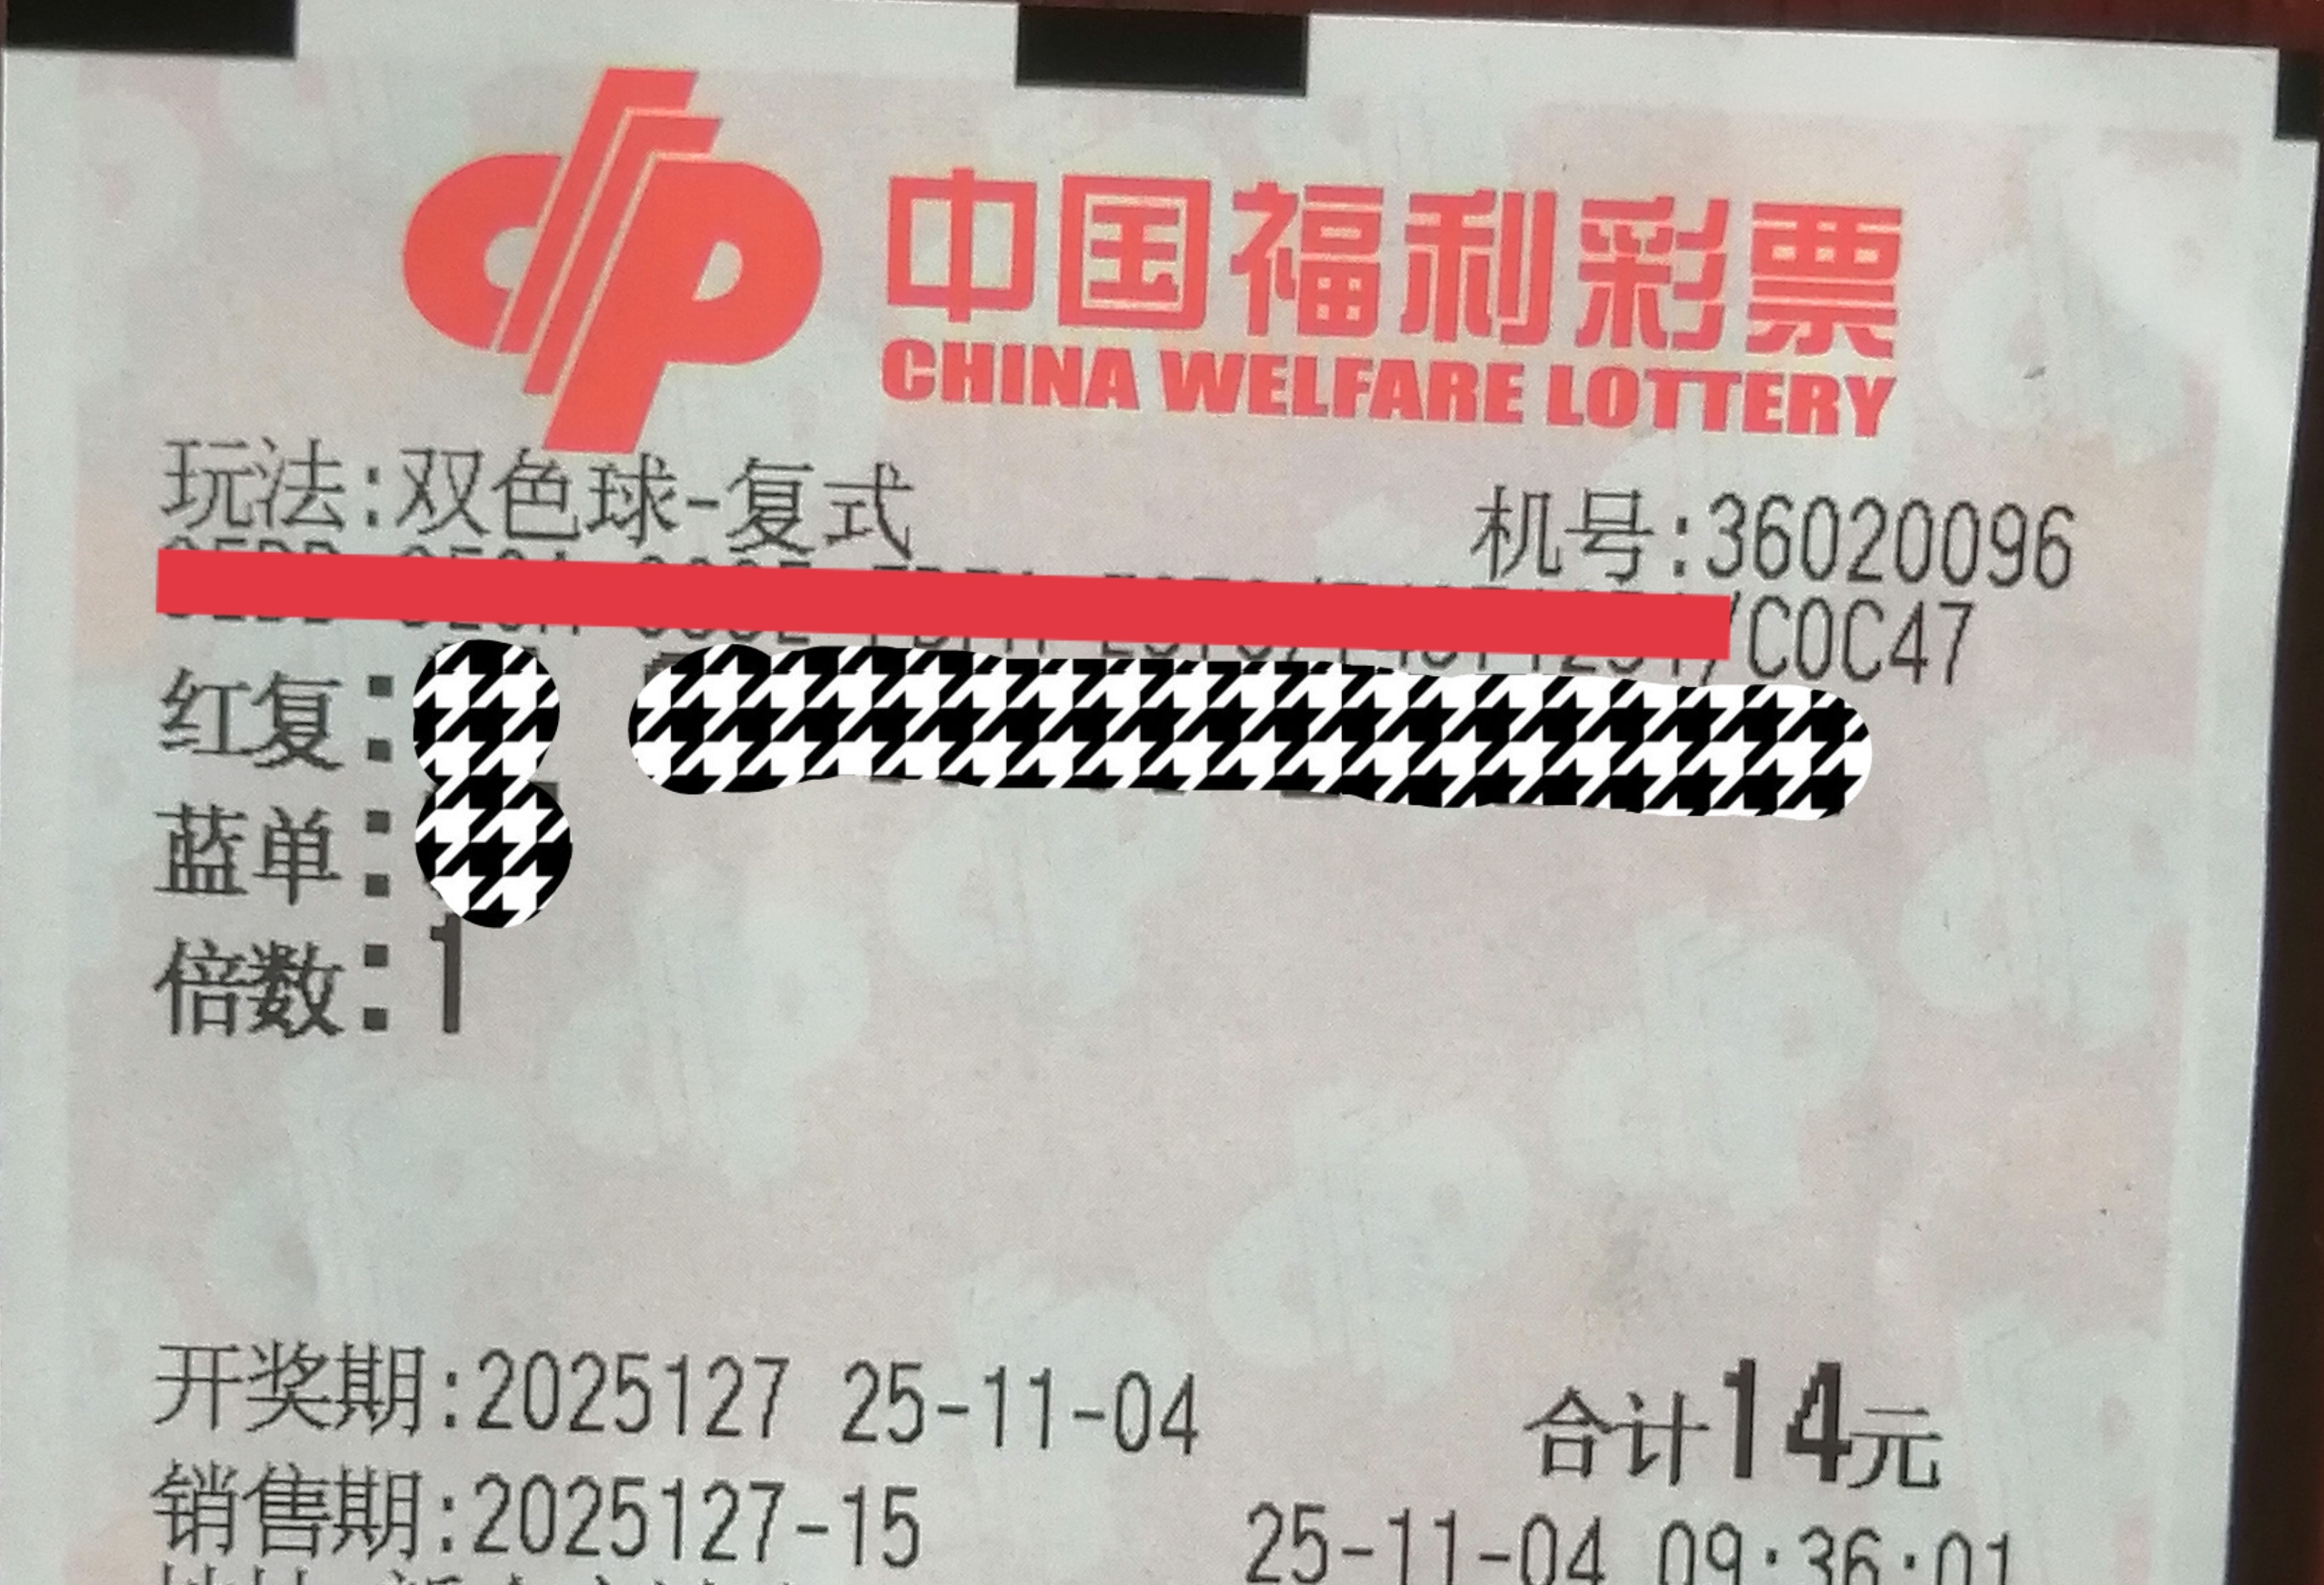 中国福利彩票
CHINA WELFARE LOTTERY
玩法:双色球-复式 机号:36020096
/C0C47
红复:
蓝单:
倍数:1
开奖期:2025127 25-11-04 合计14元
销售期:2025127-15 25-11-04 09:36:01